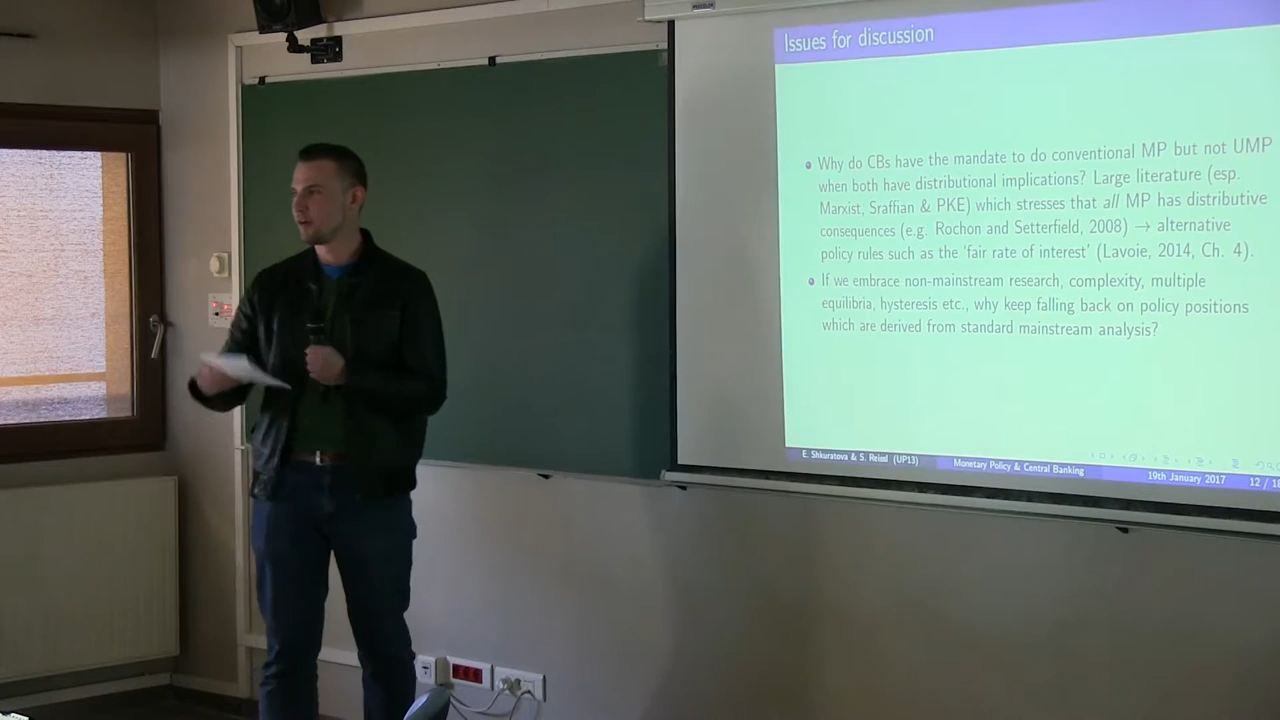 Issues for discussion
Why do CBs have the mandate to do conventional MP but not UMP
when both have distributional implications? Large literature (esp.
Marxist, Sraffian & PKE) which stresses that all MP has distributive
consequences (e.g. Rochon and Setterfield, 2008) → alternative
policy rules such as the 'fair rate of interest' (Lavoie, 2014, Ch. 4).
If we embrace non-mainstream research, complexity, multiple
equilibria, hysteresis etc., why keep falling back on policy positions
which are derived from standard mainstream analysis?
E. Shkuratova & S. Reissl (UP13)
Monetary Policy & Central Banking
19th January 2017
12 / 18